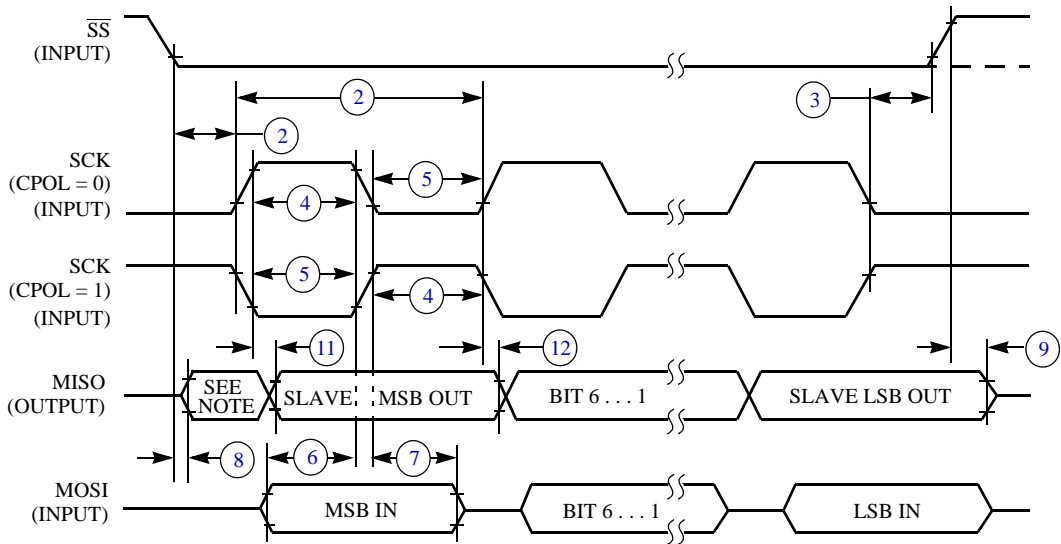 SS
(INPUT)
2
3
2
SCK
(CPOL = 0)
(INPUT)
5
4
SCK
(CPOL = 1)
(INPUT)
5
4
11
12
9
MISO
(OUTPUT)
SEE
NOTE
SLAVE
MSB OUT
BIT 6 . . . 1
SLAVE LSB OUT
8
6
7
MOSI
(INPUT)
MSB IN
BIT 6 . . . 1
LSB IN